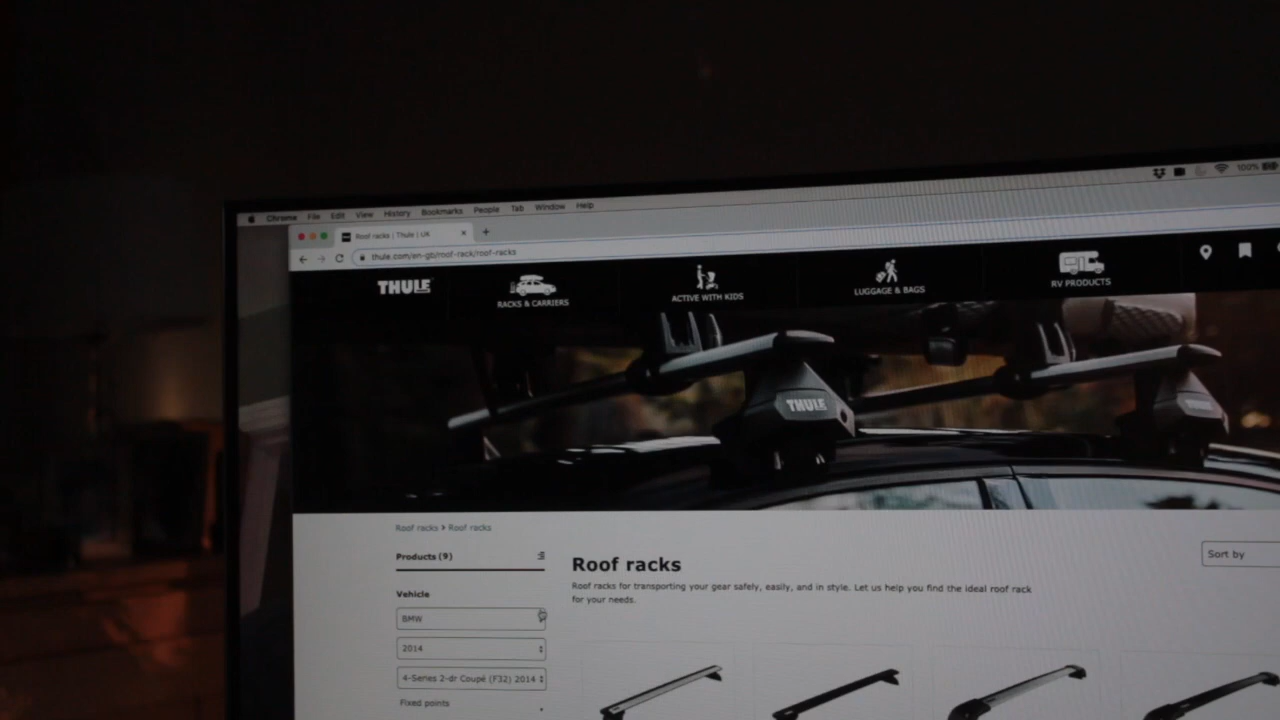 Chrome File Edit View History Bookmarks People Tab Window Help 100%
Roof racks | Thule | UK
thule.com/en-gb/roof-rack/roof-racks
THULE RACKS & CARRIERS ACTIVE WITH KIDS LUGGAGE & BAGS RV PRODUCTS
THULE
Roof racks > Roof racks
Products (9)
Roof racks
Sort by
Roof racks for transporting your gear safely, easily, and in style. Let us help you find the ideal roof rack
for your needs.
Vehicle
BMW
2014
4-Series 2-dr Coupé (F32) 2014
Fixed points